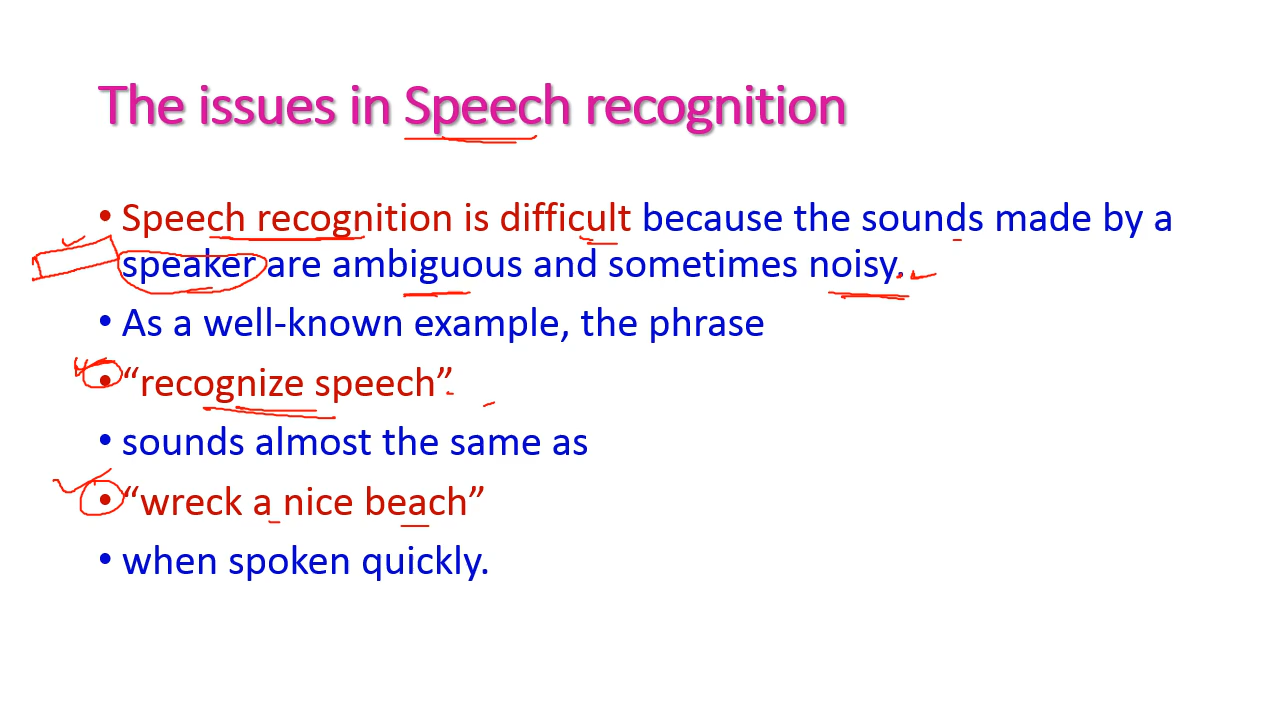 The issues in Speech recognition
• Speech recognition is difficult because the sounds made by a
speaker are ambiguous and sometimes noisy.
• As a well-known example, the phrase
• “recognize speech”
• sounds almost the same as
• “wreck a nice beach”
• when spoken quickly.